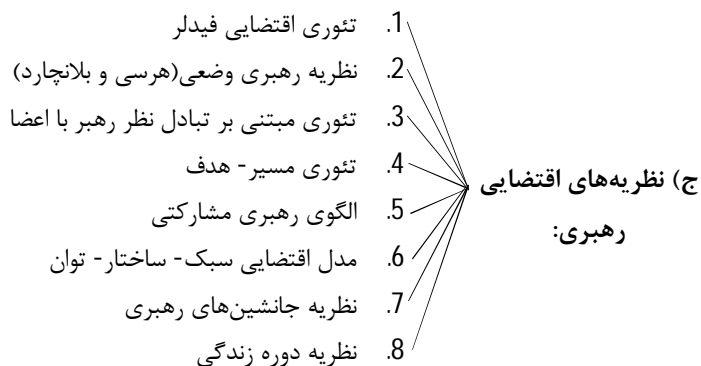 ج) نظریه‌های اقتضایی
رهبری:
1. تئوری اقتضایی فیدلر
2. نظریه رهبری وضعی(هرسی و بلانچارد)
3. تئوری مبتنی بر تبادل نظر رهبر با اعضا
4. تئوری مسیر- هدف
5. الگوی رهبری مشارکتی
6. مدل اقتضایی سبک- ساختار- توان
7. نظریه جانشین‌های رهبری
8. نظریه دوره زندگی